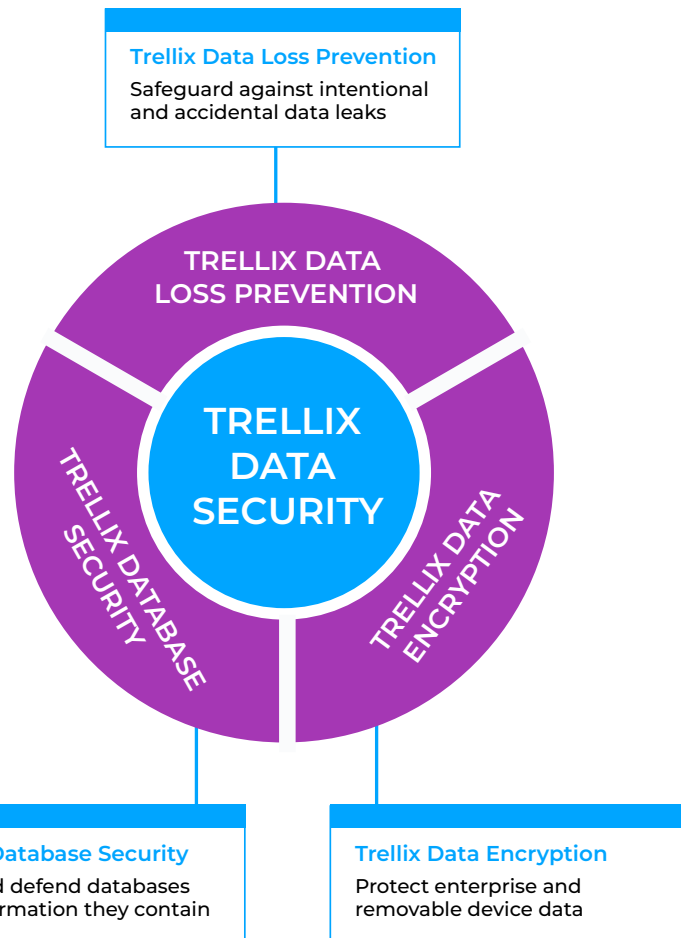 Trellix Data Loss Prevention
Safeguard against intentional
and accidental data leaks
TRELLIX DATA
LOSS PREVENTION
TRELLIX
DATA
SECURITY
TRELLIX DATABASE
SECURITY
TRELLIX DATA
ENCRYPTION
Database Security
defend databases
they contain
Trellix Data Encryption
Protect enterprise and
removable device data